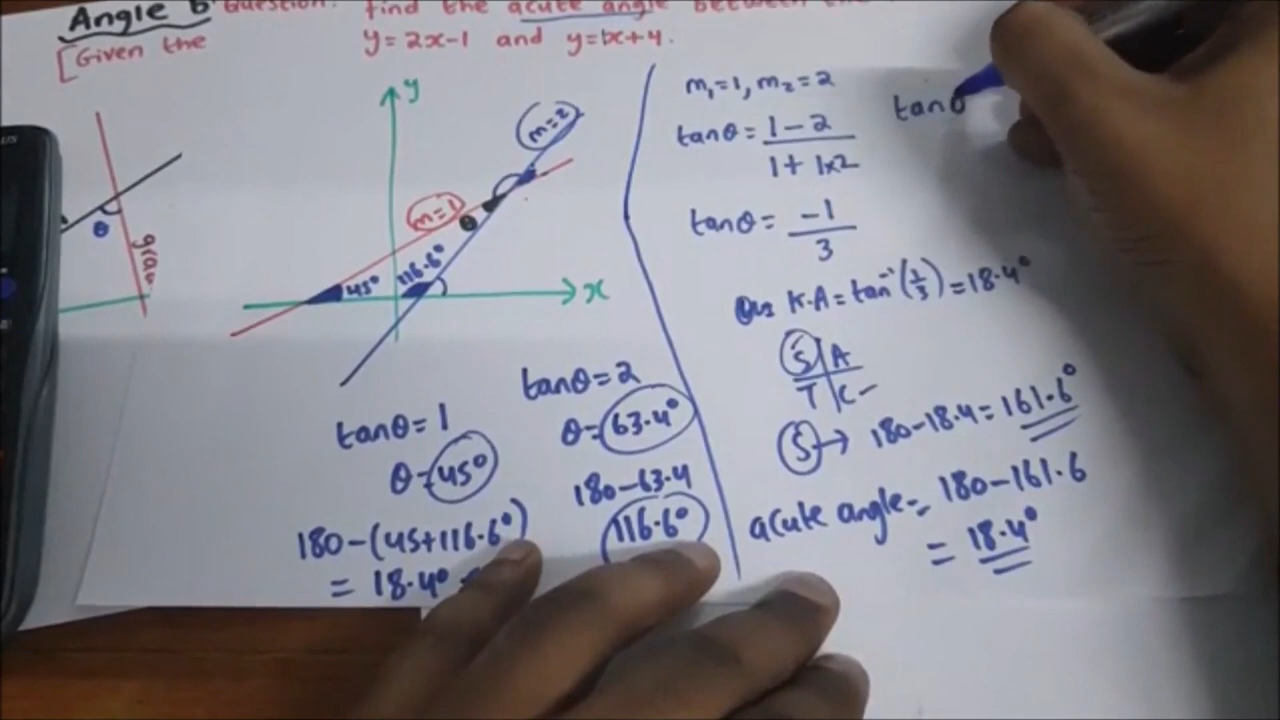 Angle b
Question: find the acute angle between the
[Given the
y=2x-1 and y=x+4.
y
x
m=2
m=1
θ
45°
116.6°
θ
tanθ=1
θ=45°
180-(45+116.6°)
= 18.4°
tanθ=2
θ=63.4°
180-63.4
116.6°
m₁=1, m₂=2
tanθ= 1-2
1+1x2
tanθ= -1
3
K.A=tan⁻¹(1/3)=18.4°
S A
T C
S→ 180-18.4=161.6°
acute angle= 180-161.6
= 18.4°
tanθ